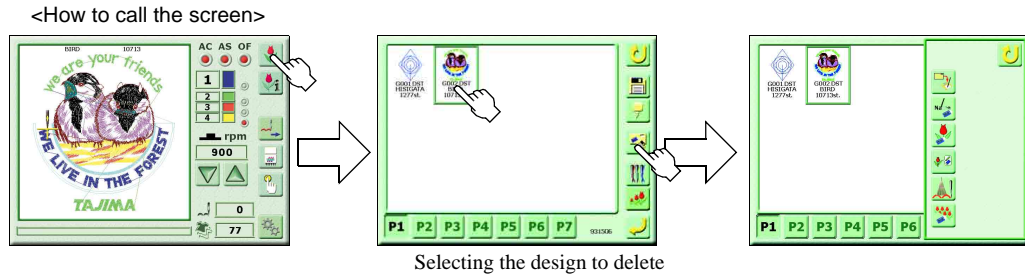 <How to call the screen>
BIRD 10713
we are your friends
WE LIVE IN THE FOREST
TAJIMA
AC AS OF
1
2
3
4
rpm
900
0
77
i
G001 DST
HISIGATA
1277st.
G002 DST
BIRD
10713st.
P1 P2 P3 P4 P5 P6 P7 931506
G001 DST
HISIGATA
1277st.
G002 DST
BIRD
10713st.
P1 P2 P3 P4 P5 P6
Selecting the design to delete